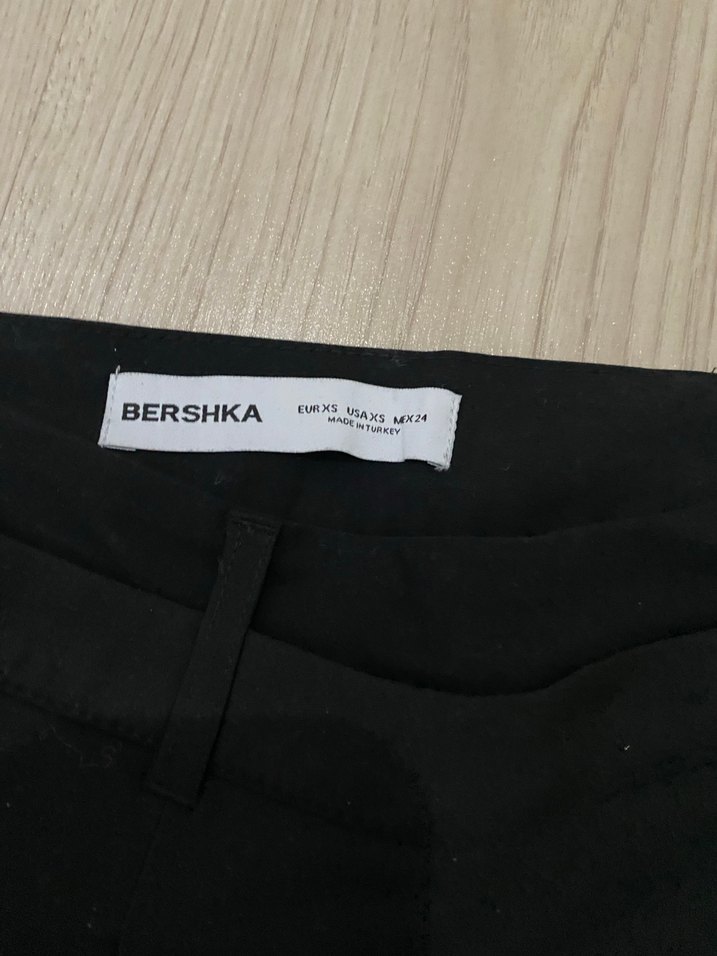 BERSHKA
EUR XS USA XS MEX 24
MADE IN TURKEY